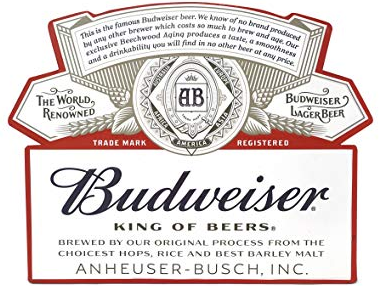 This is the famous Budweiser beer. We know of no brand produced
by any other brewer which costs so much to brew and age. Our
exclusive Beechwood Aging produces a taste, a smoothness
and a drinkability you will find in no other beer at any price.
THE WORLD
RENOWNED
AB
BUDWEISER
LAGER BEER
AMERICA
TRADE MARK
REGISTERED
Budweiser®
KING OF BEERS®
BREWED BY OUR ORIGINAL PROCESS FROM THE
CHOICEST HOPS, RICE AND BEST BARLEY MALT
ANHEUSER-BUSCH, INC.